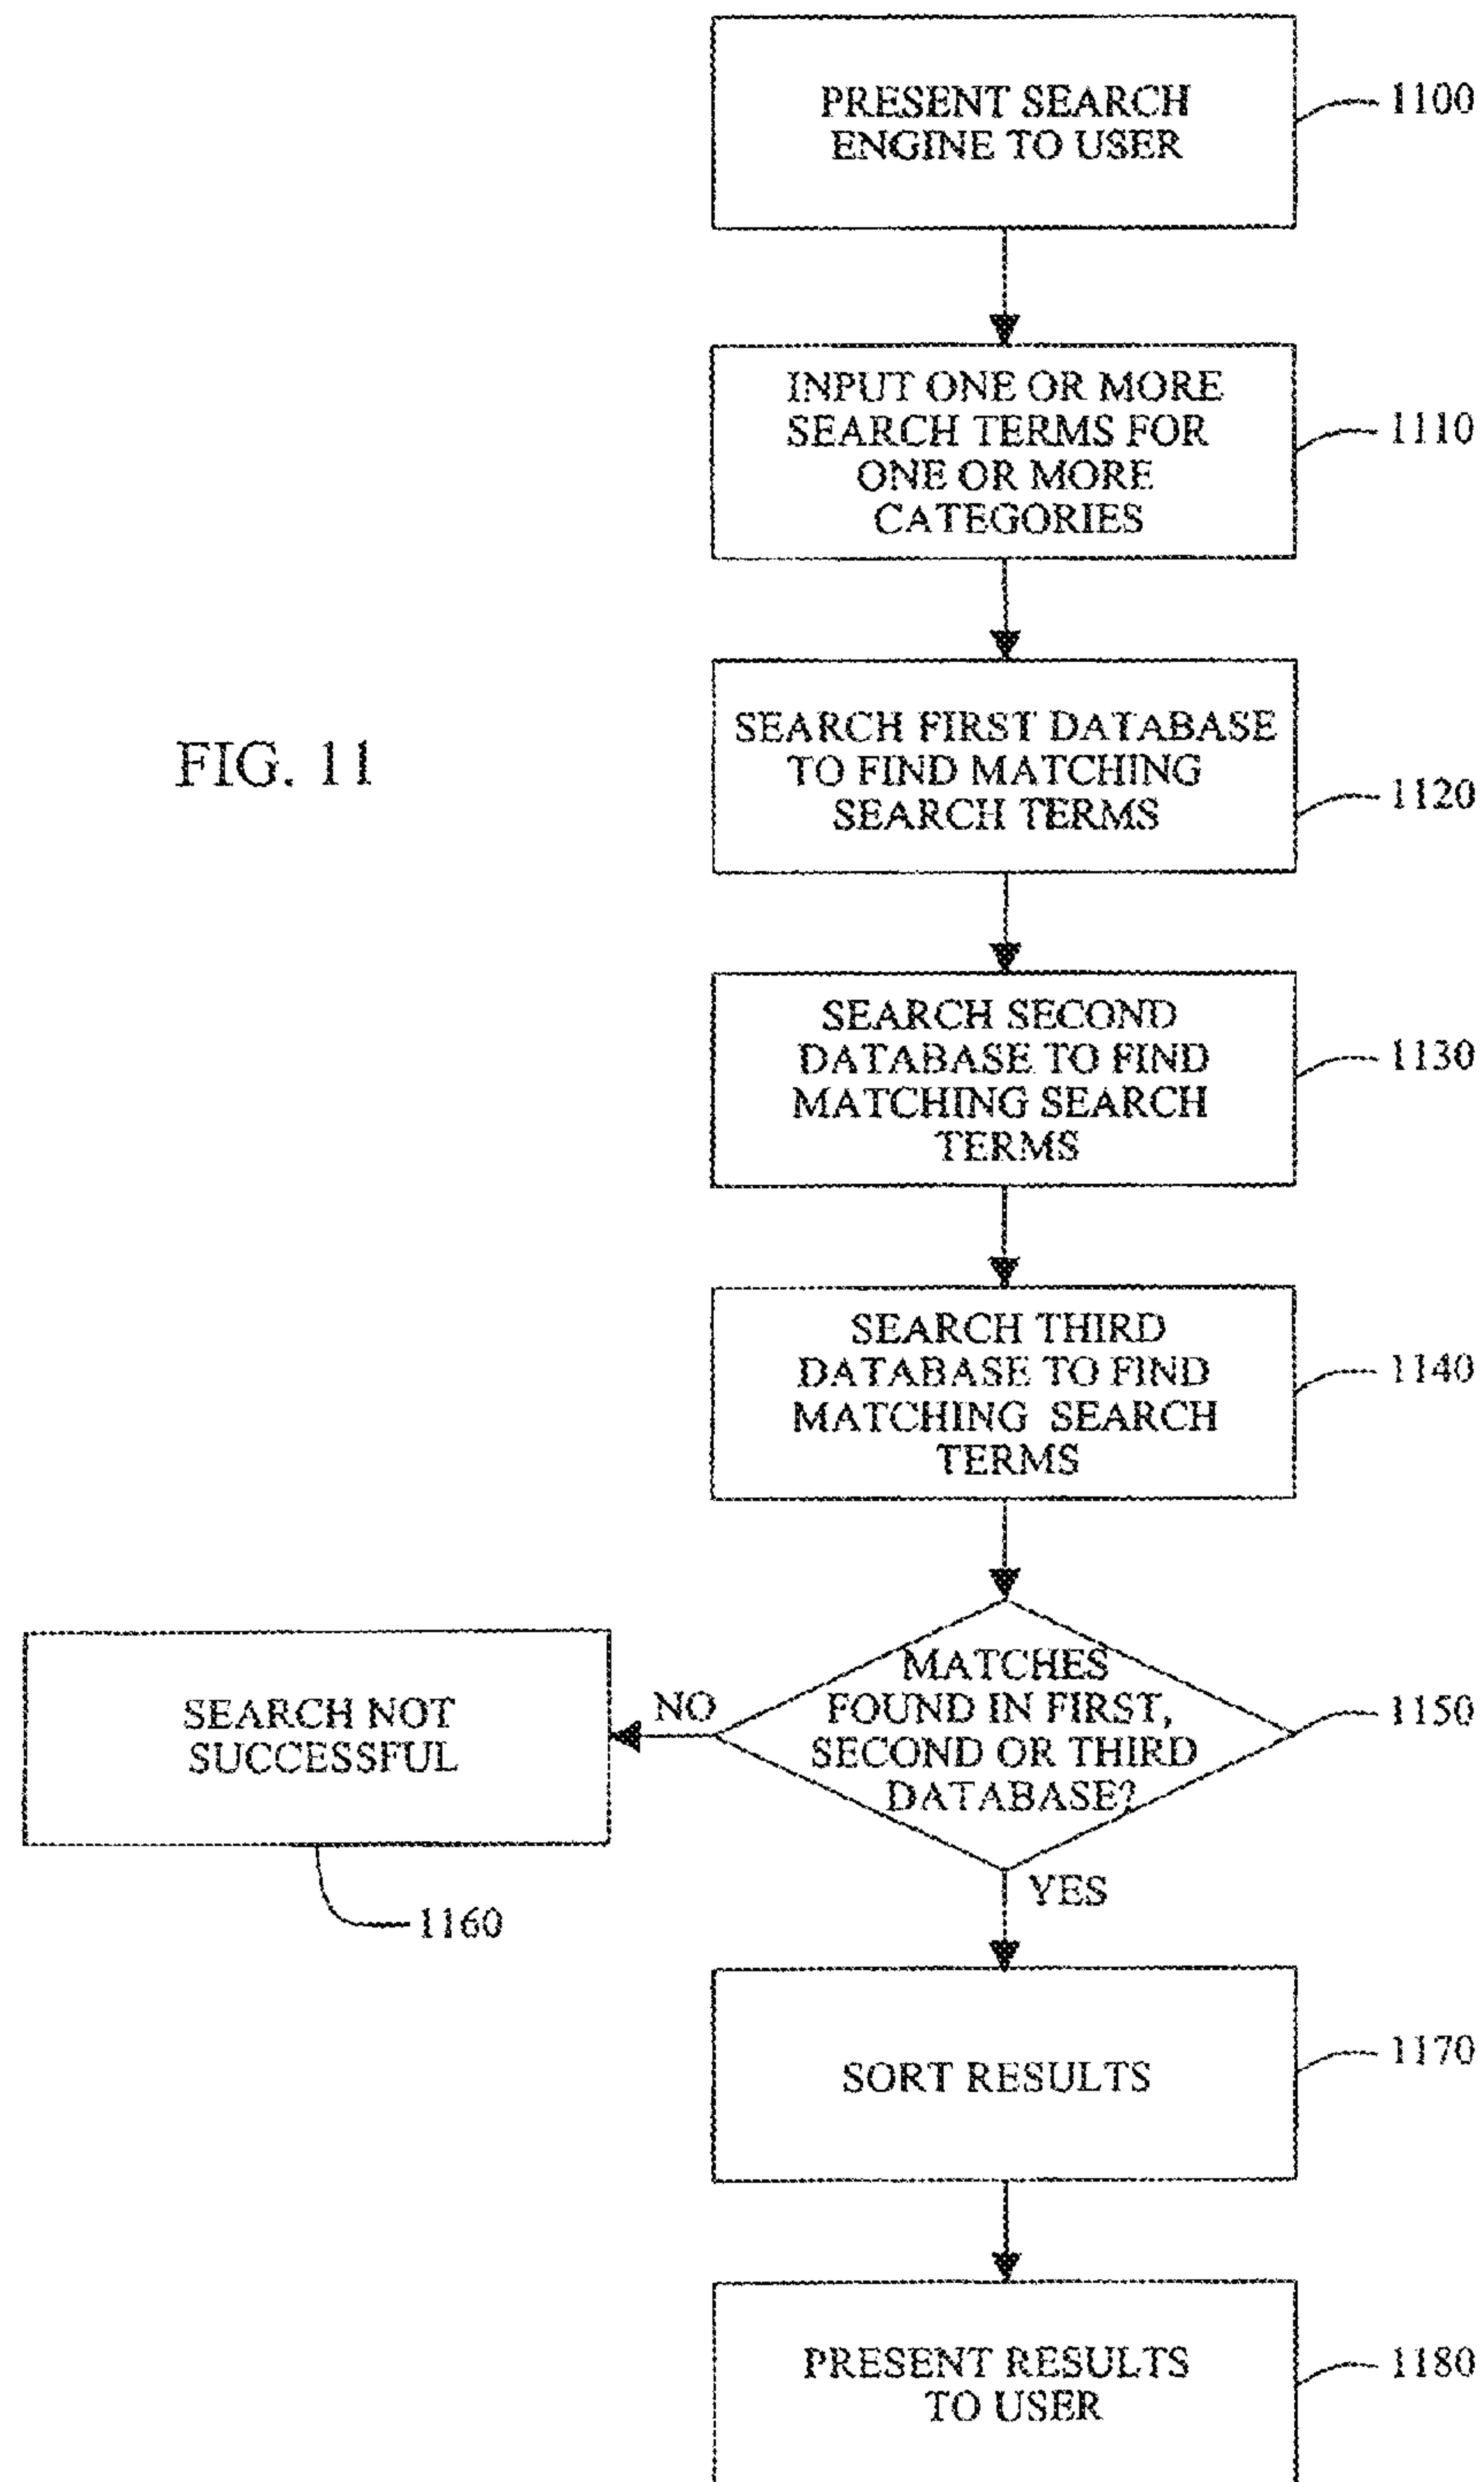 PRESENT SEARCH
ENGINE TO USER
1100
INPUT ONE OR MORE
SEARCH TERMS FOR
ONE OR MORE
CATEGORIES
1110
FIG. 11
SEARCH FIRST DATABASE
TO FIND MATCHING
SEARCH TERMS
1120
SEARCH SECOND
DATABASE TO FIND
MATCHING SEARCH
TERMS
1130
SEARCH THIRD
DATABASE TO FIND
MATCHING SEARCH
TERMS
1140
MATCHES
FOUND IN FIRST,
SECOND OR THIRD
DATABASE?
1150
NO
SEARCH NOT
SUCCESSFUL
1160
YES
SORT RESULTS
1170
PRESENT RESULTS
TO USER
1180